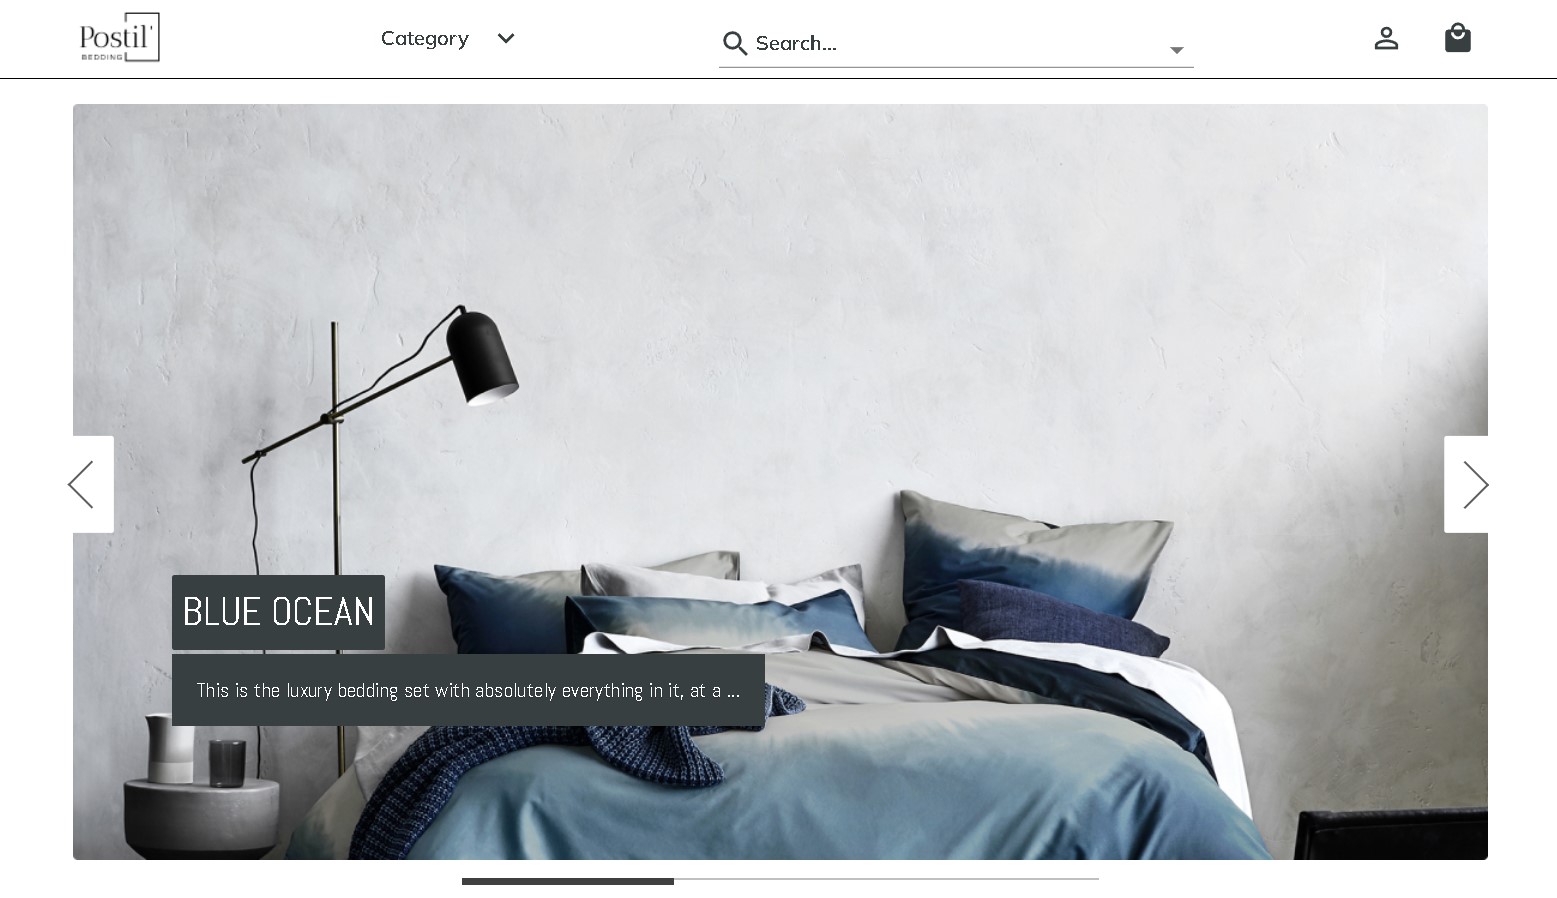 Postil'
BEDDING
Category
Search...
BLUE OCEAN
This is the luxury bedding set with absolutely everything in it, at a ...